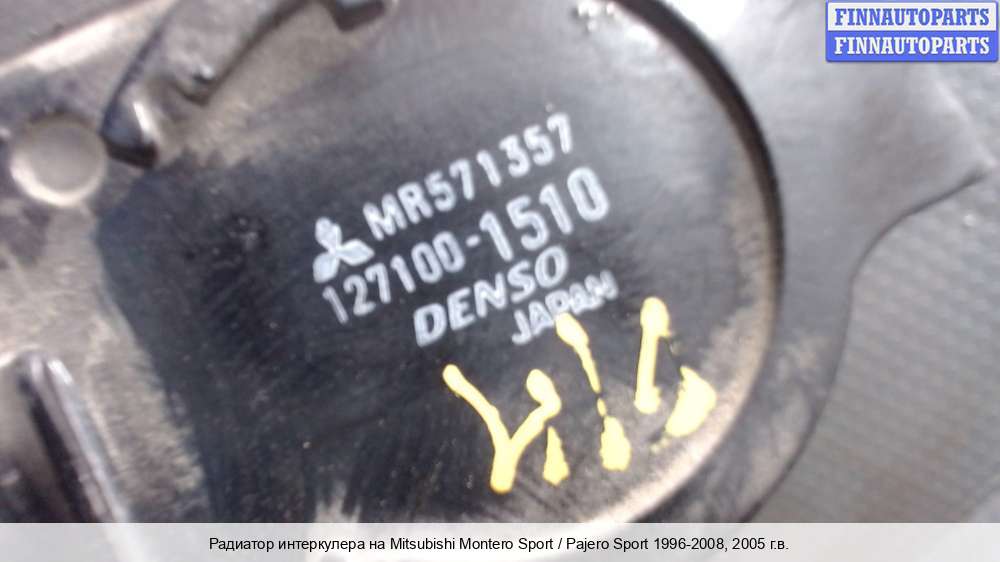 FINNAUTOPARTS
FINNAUTOPARTS
MR571357
127100-1510
DENSO
JAPAN
Радиатор интеркулера на Mitsubishi Montero Sport / Pajero Sport 1996-2008, 2005 г.в.